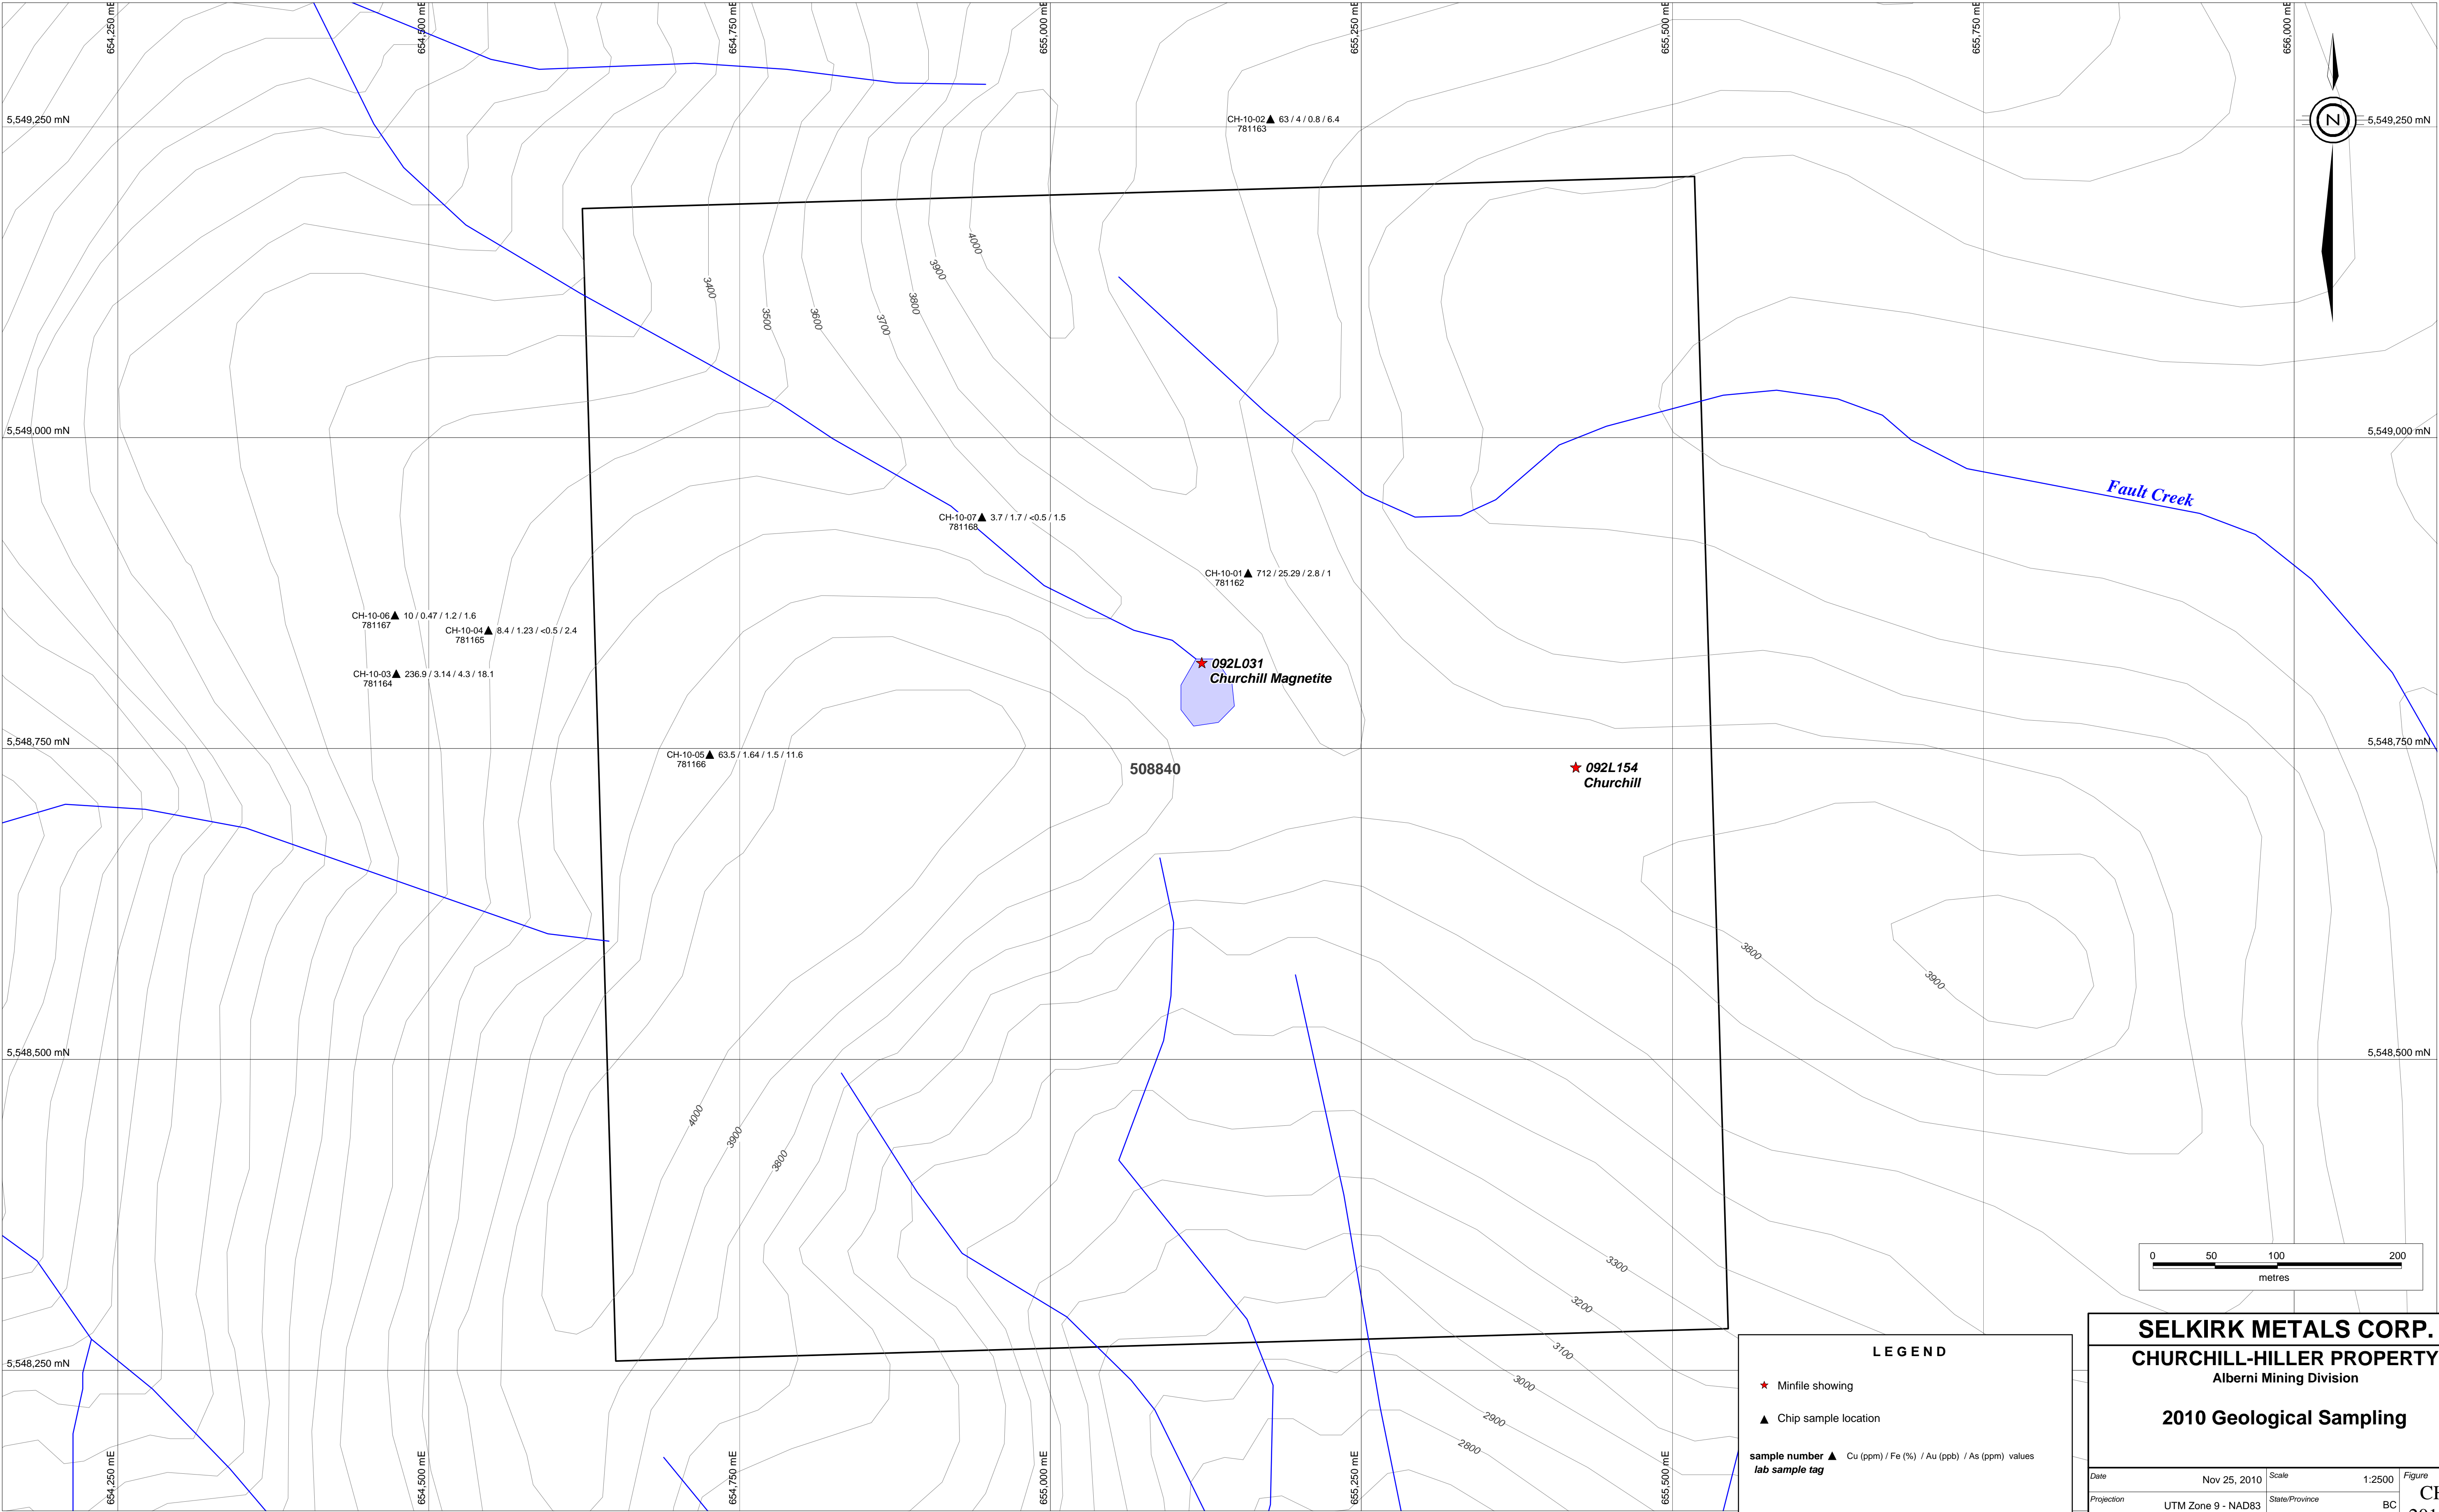 654,250 mE
654,500 mE
654,750 mE
655,000 mE
655,250 mE
655,500 mE
655,750 mE
656,000 mE
5,549,250 mN
CH-10-02▲ 63 / 4 / 0.8 / 6.4
781163
N
5,549,250 mN
4000
3900
3800
3700
3600
3500
3400
5,549,000 mN
5,549,000 mN
Fault Creek
CH-10-07▲ 3.7 / 1.7 / <0.5 / 1.5
781168
CH-10-01▲ 712 / 25.29 / 2.8 / 1
781162
CH-10-06▲ 10 / 0.47 / 1.2 / 1.6
781167
CH-10-04▲ 8.4 / 1.23 / <0.5 / 2.4
781165
CH-10-03▲ 236.9 / 3.14 / 4.3 / 18.1
781164
092L031
Churchill Magnetite
5,548,750 mN
CH-10-05▲ 63.5 / 1.64 / 1.5 / 11.6
781166
508840
092L154
Churchill
5,548,750 mN
3800
3900
5,548,500 mN
5,548,500 mN
4000
3900
3800
3300
3200
3100
3000
2900
2800
0 50 100 200
metres
5,548,250 mN
654,250 mE
654,500 mE
654,750 mE
655,000 mE
655,250 mE
655,500 mE
LEGEND
Minfile showing
Chip sample location
sample number ▲ Cu (ppm) / Fe (%) / Au (ppb) / As (ppm) values
lab sample tag
SELKIRK METALS CORP.
CHURCHILL-HILLER PROPERTY
Alberni Mining Division
2010 Geological Sampling
Date Nov 25, 2010 Scale 1:2500 Figure
Projection UTM Zone 9 - NAD83 State/Province BC